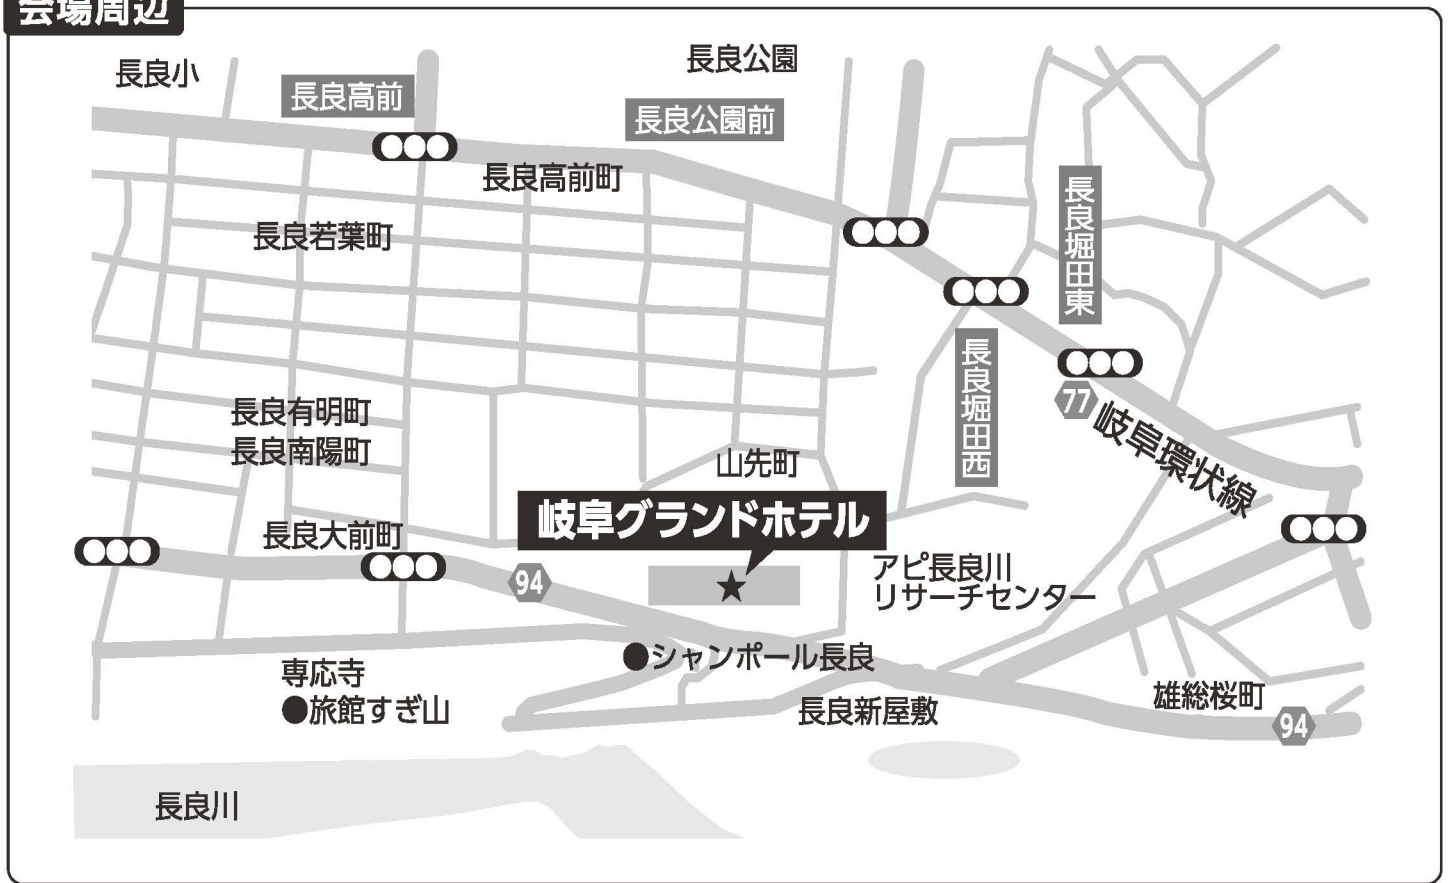 会場周辺
長良小
長良高前
長良公園
長良公園前
長良高前町
長良若葉町
長良堀田東
長良堀田西
77
岐阜環状線
長良有明町
長良南陽町
山先町
岐阜グランドホテル
長良大前町
94
★
アピ長良川
リサーチセンター
●シャンポール長良
専応寺
●旅館すぎ山
長良新屋敷
雄総桜町
94
長良川